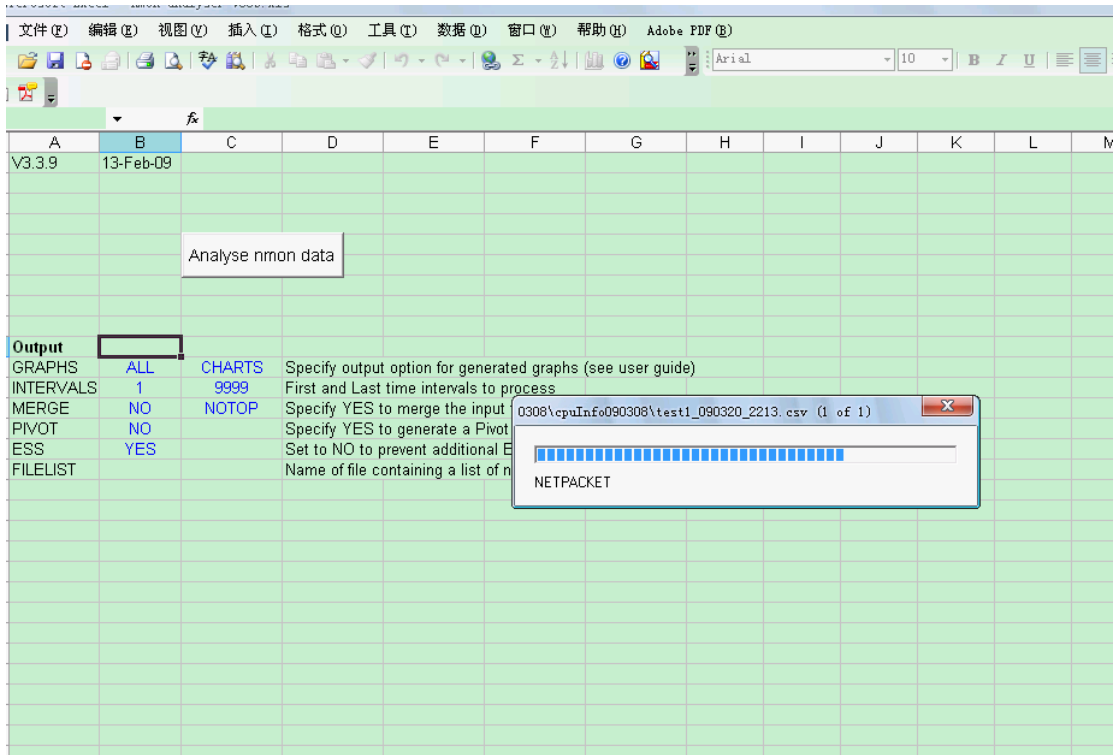 文件(F) 编辑(E) 视图(V) 插入(I) 格式(O) 工具(T) 数据(D) 窗口(W) 帮助(H) Adobe PDF(B)
Arial 10 B I U
fx
A B C D E F G H I J K L M
V3.3.9 13-Feb-09
Analyse nmon data
Output
GRAPHS ALL CHARTS Specify output option for generated graphs (see user guide)
INTERVALS 1 9999 First and Last time intervals to process
MERGE NO NOTOP Specify YES to merge the input
PIVOT NO Specify YES to generate a Pivot
ESS YES Set to NO to prevent additional E
FILELIST Name of file containing a list of n
0308\cpuInfo090308\test1_090320_2213.csv (1 of 1)
NETPACKET